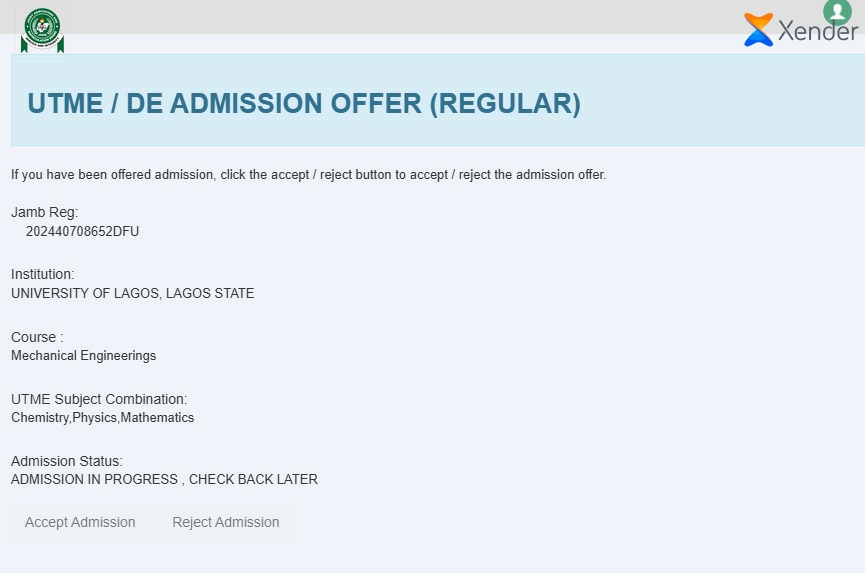 Xender
UTME / DE ADMISSION OFFER (REGULAR)
If you have been offered admission, click the accept / reject button to accept / reject the admission offer.
Jamb Reg:
202440708652DFU
Institution:
UNIVERSITY OF LAGOS, LAGOS STATE
Course :
Mechanical Engineerings
UTME Subject Combination:
Chemistry,Physics,Mathematics
Admission Status:
ADMISSION IN PROGRESS , CHECK BACK LATER
Accept Admission Reject Admission